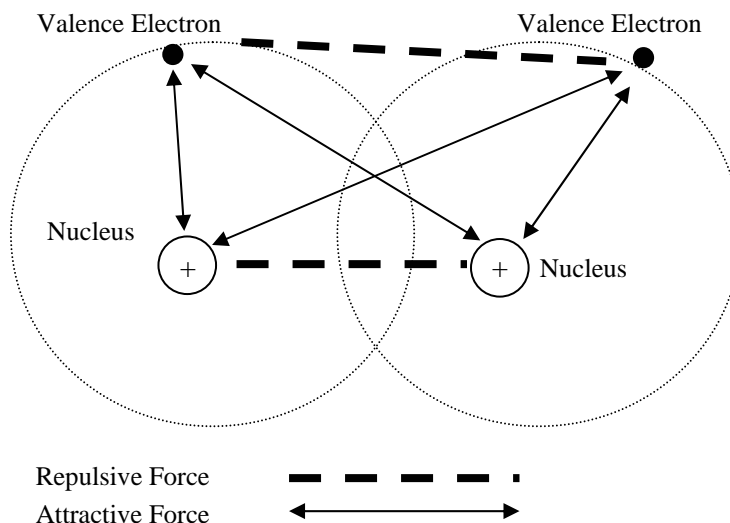 Valence Electron
Valence Electron
Nucleus
+
+
Nucleus
Repulsive Force
Attractive Force